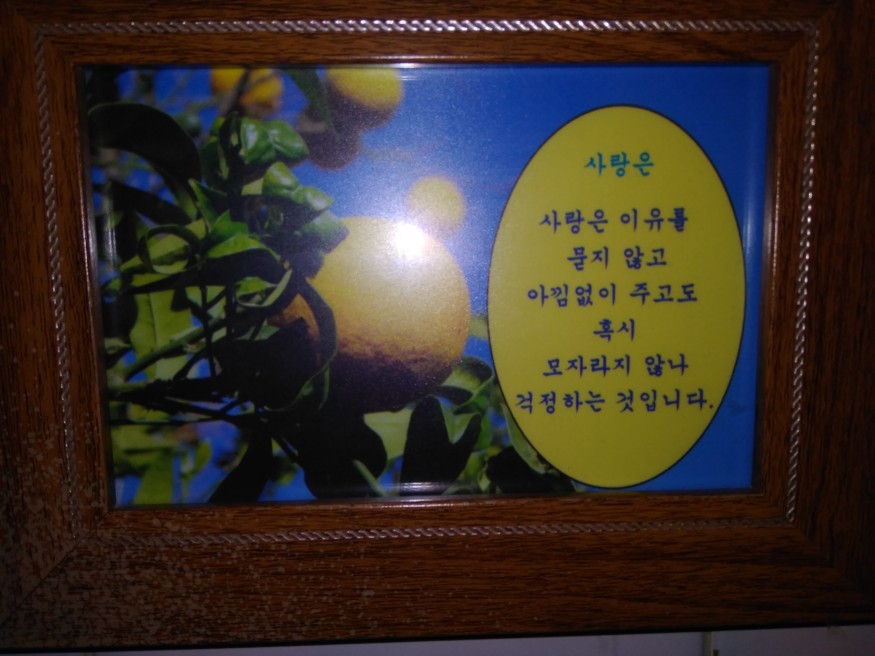 사랑은
사랑은 이유를
묻지 않고
아낌없이 주고도
혹시
모자라지 않나
걱정하는 것입니다.